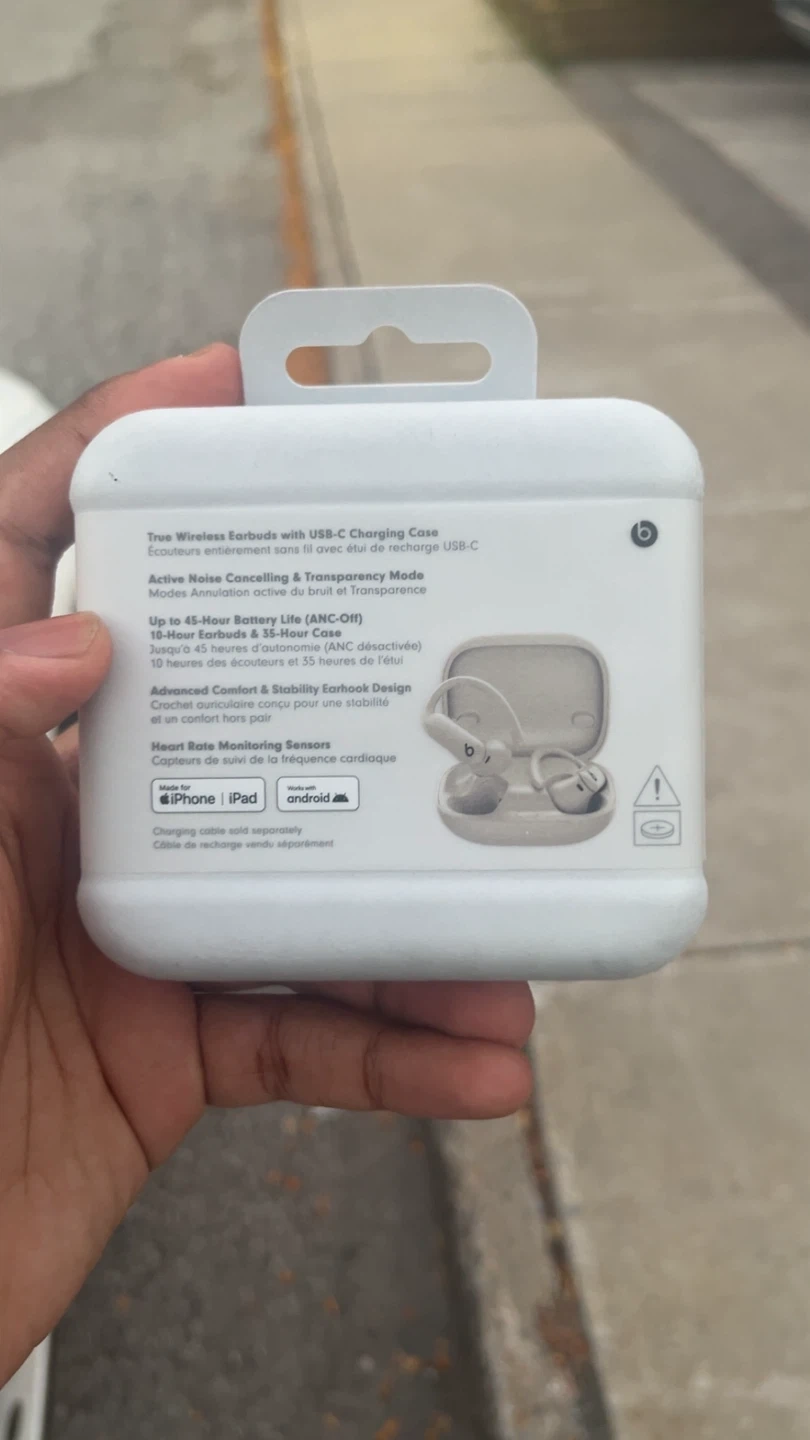 True Wireless Earbuds with USB-C Charging Case
Écouteurs entièrement sans fil avec étui de recharge USB-C
Active Noise Cancelling & Transparency Mode
Modes Annulation active du bruit et Transparence
Up to 45-Hour Battery Life (ANC-Off)
10-Hour Earbuds & 35-Hour Case
Jusqu'à 45 heures d'autonomie (ANC désactivée)
10 heures des écouteurs et 35 heures de l'étui
Advanced Comfort & Stability Earhook Design
Crochet auriculaire conçu pour une stabilité
et un confort hors pair
Heart Rate Monitoring Sensors
Capteurs de suivi de la fréquence cardiaque
Made for
iPhone | iPad
Works with
android
Charging cable sold separately
Câble de recharge vendu séparément
b
b